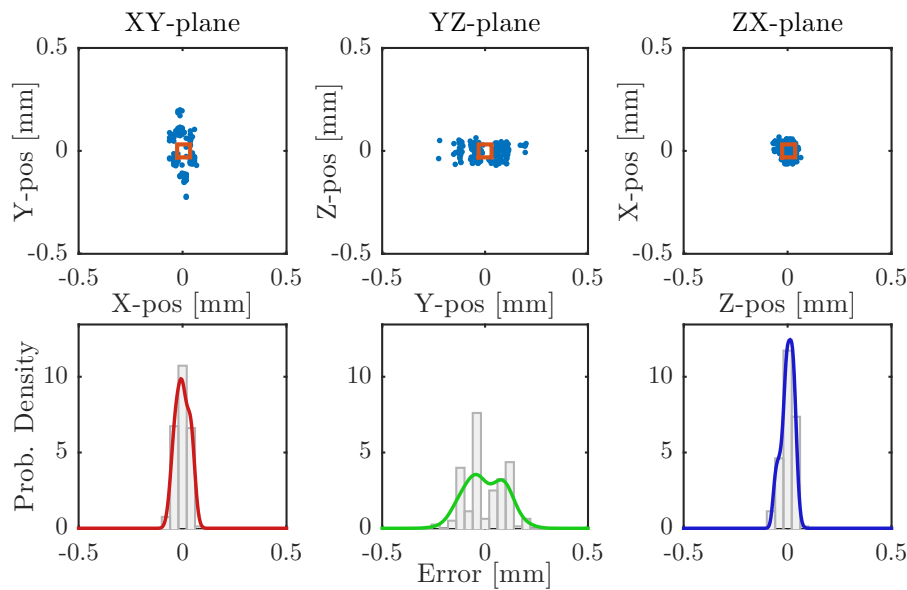 XY-plane YZ-plane ZX-plane
0.5 0.5 0.5
Y-pos [mm] Z-pos [mm] X-pos [mm]
0 0 0
-0.5 -0.5 -0.5
-0.5 0 0.5 -0.5 0 0.5 -0.5 0 0.5
X-pos [mm] Y-pos [mm] Z-pos [mm]
Prob. Density
10 10 10
5 5 5
0 0 0
-0.5 0 0.5 -0.5 0 0.5 -0.5 0 0.5
Error [mm]